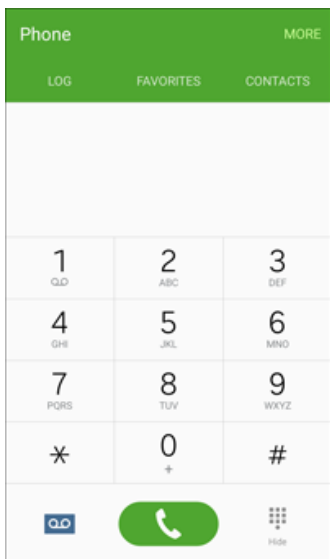 Phone MORE
LOG FAVORITES CONTACTS
1 2 3
ABC DEF
4 5 6
GHI JKL MNO
7 8 9
PQRS TUV WXYZ
* 0 #
+
Hide